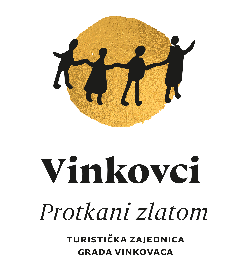 Vinkovci
Protkani zlatom
TURISTIČKA ZAJEDNICA
GRADA VINKOVACA